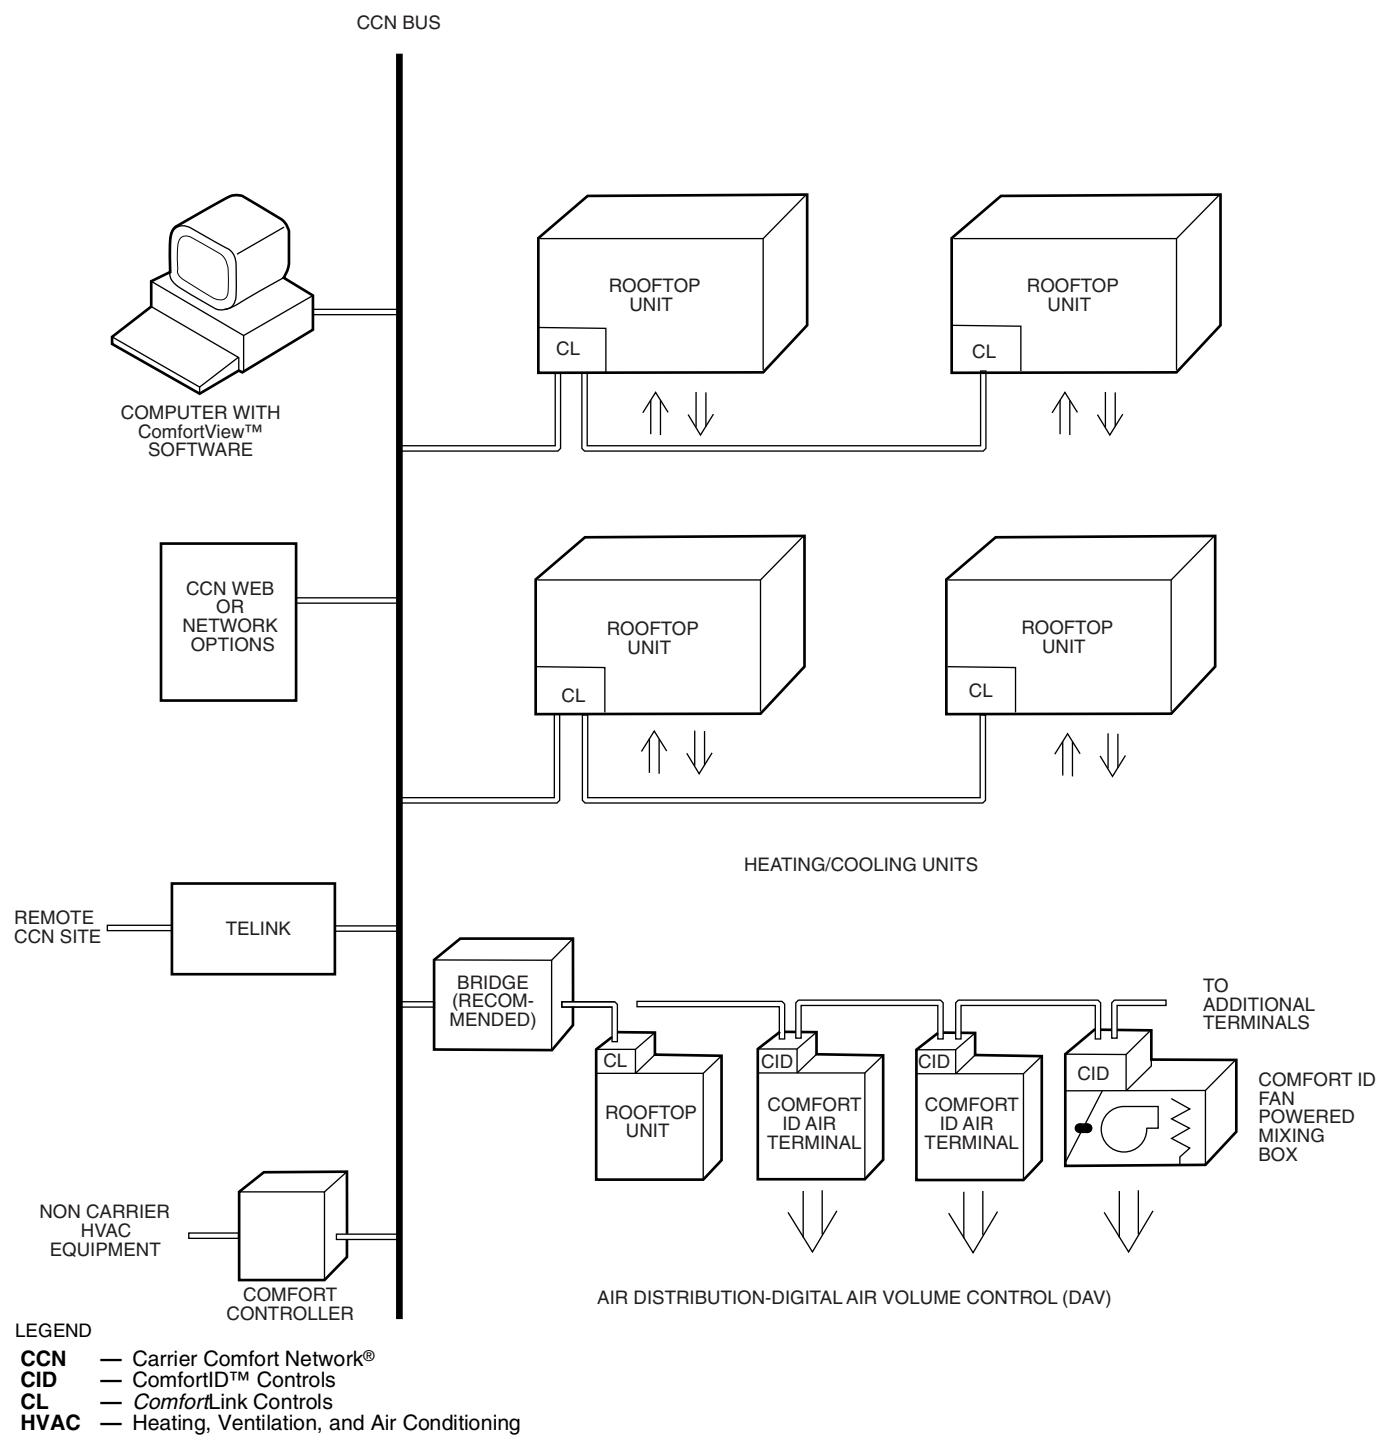 CCN BUS
ROOFTOP
UNIT
CL
ROOFTOP
UNIT
CL
COMPUTER WITH
ComfortView™
SOFTWARE
CCN WEB
OR
NETWORK
OPTIONS
ROOFTOP
UNIT
CL
ROOFTOP
UNIT
CL
HEATING/COOLING UNITS
REMOTE
CCN SITE
TELINK
BRIDGE
(RECOM-
MENDED)
CL
ROOFTOP
UNIT
CID
COMFORT
ID AIR
TERMINAL
CID
COMFORT
ID AIR
TERMINAL
CID
TO
ADDITIONAL
TERMINALS
COMFORT ID
FAN
POWERED
MIXING
BOX
NON CARRIER
HVAC
EQUIPMENT
COMFORT
CONTROLLER
AIR DISTRIBUTION-DIGITAL AIR VOLUME CONTROL (DAV)
LEGEND
CCN — Carrier Comfort Network®
CID — ComfortID™ Controls
CL — ComfortLink Controls
HVAC — Heating, Ventilation, and Air Conditioning